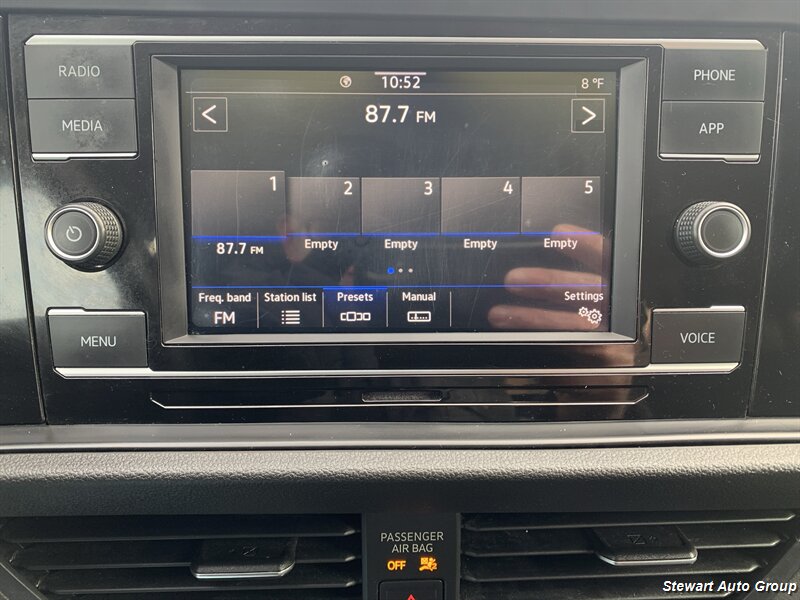 RADIO
MEDIA
MENU
10:52
8 °F
<
87.7 FM
>
1
2
3
4
5
87.7 FM
Empty
Empty
Empty
Empty
Freq. band
Station list
Presets
Manual
Settings
FM
PHONE
APP
VOICE
PASSENGER
AIR BAG
OFF
Stewart Auto Group